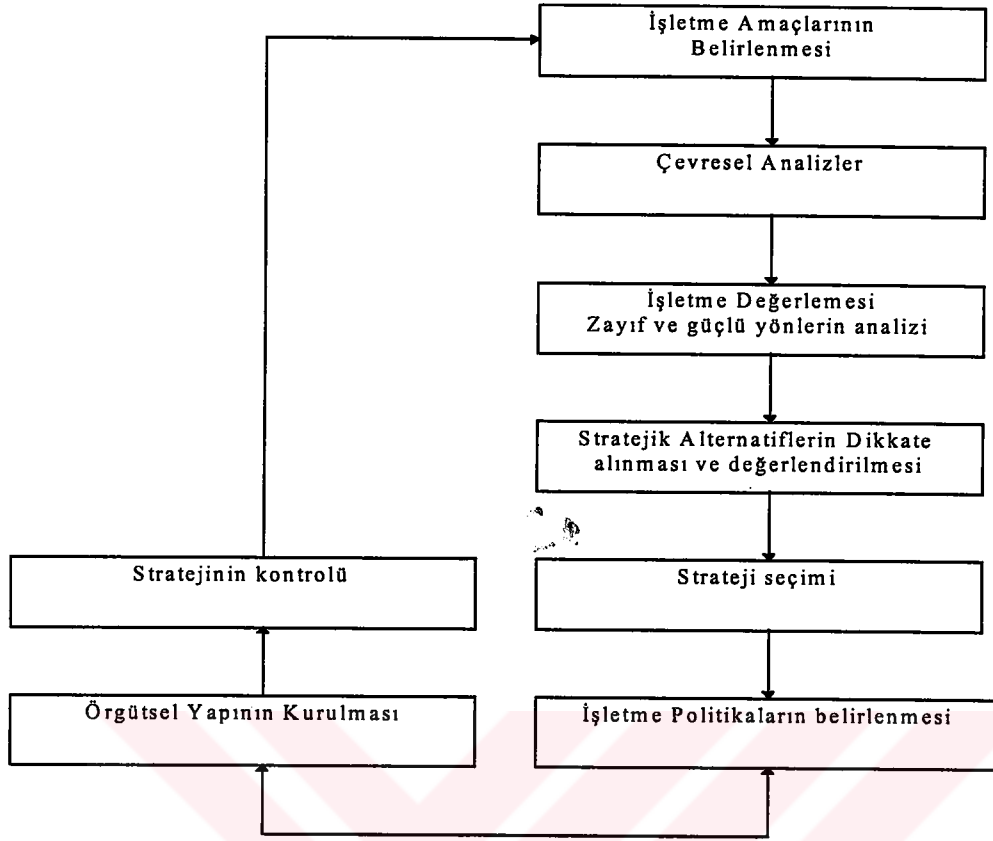 İşletme Amaçlarının
Belirlenmesi
Çevresel Analizler
İşletme Değerlemesi
Zayıf ve güçlü yönlerin analizi
Stratejik Alternatiflerin Dikkate
alınması ve değerlendirilmesi
Stratejinin kontrolü
Strateji seçimi
Örgütsel Yapının Kurulması
İşletme Politikaların belirlenmesi